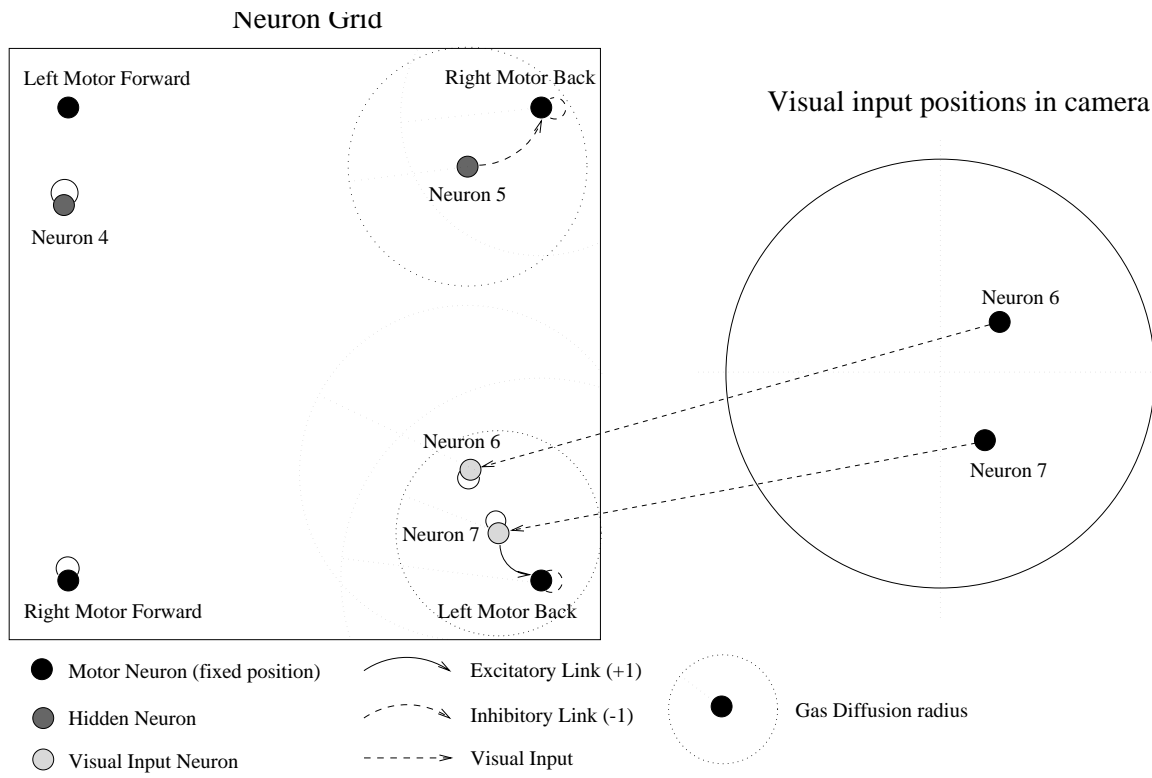 Neuron Grid
Left Motor Forward
Right Motor Back
Neuron 5
Neuron 4
Neuron 6
Neuron 7
Right Motor Forward
Left Motor Back
Visual input positions in camera
Neuron 6
Neuron 7
Motor Neuron (fixed position)
Hidden Neuron
Visual Input Neuron
Excitatory Link (+1)
Inhibitory Link (-1)
Visual Input
Gas Diffusion radius